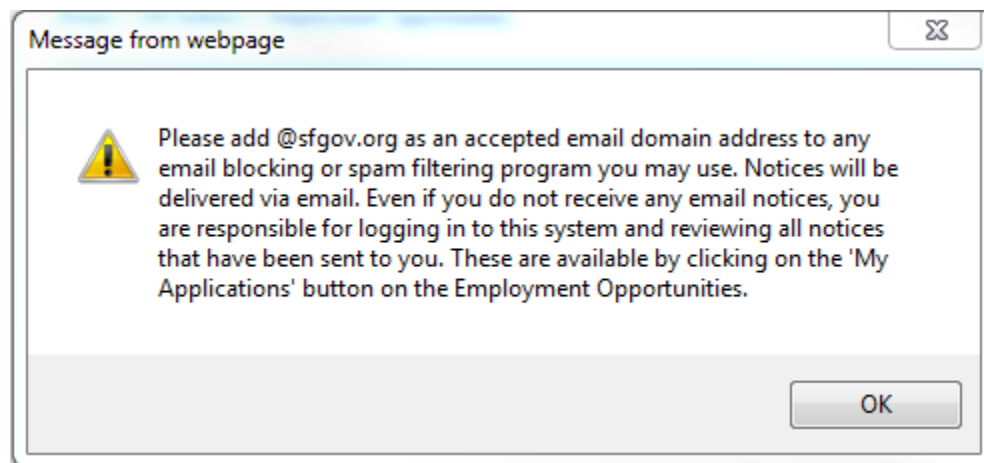 Message from webpage
Please add @sfgov.org as an accepted email domain address to any
email blocking or spam filtering program you may use. Notices will be
delivered via email. Even if you do not receive any email notices, you
are responsible for logging in to this system and reviewing all notices
that have been sent to you. These are available by clicking on the 'My
Applications' button on the Employment Opportunities.
OK